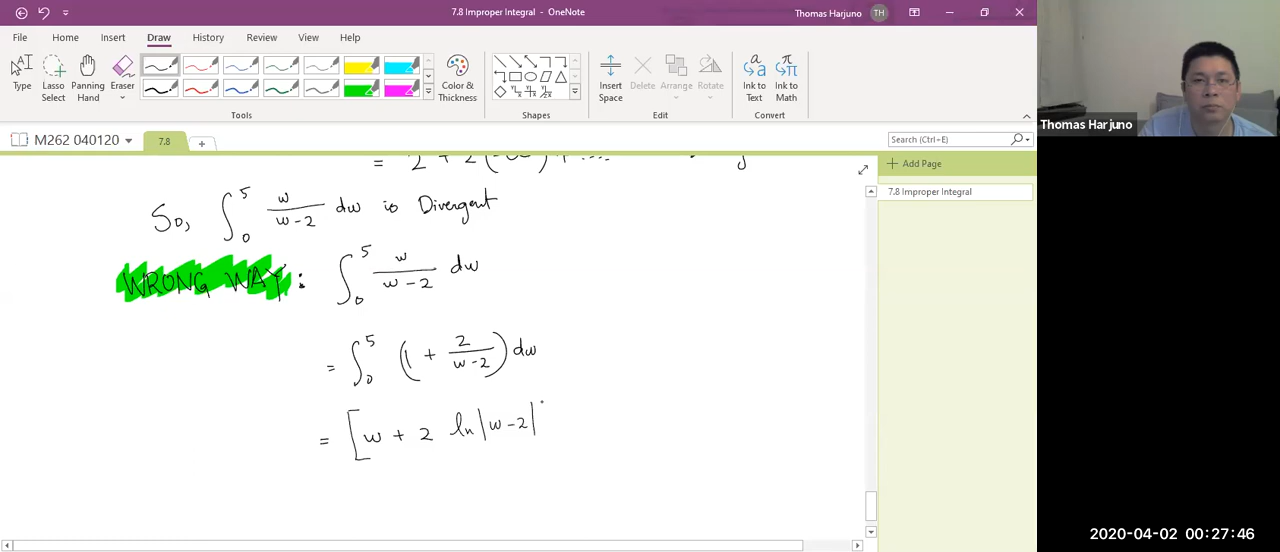 7.8 Improper Integral - OneNote
Thomas Harjuno TH
File Home Insert Draw History Review View Help
Type Lasso Select Panning Hand Eraser Color & Thickness Insert Space Delete Arrange Rotate Ink to Text Ink to Math
Tools Shapes Edit Convert
M262 040120 7.8 Search (Ctrl+E)
Add Page
7.8 Improper Integral
Thomas Harjuno
So, ∫₀⁵ w/(w-2) dw is Divergent
WRONG WAY : ∫₀⁵ w/(w-2) dw
= ∫₀⁵ (1 + 2/(w-2)) dw
= [w + 2 ln|w-2|
2020-04-02 00:27:46